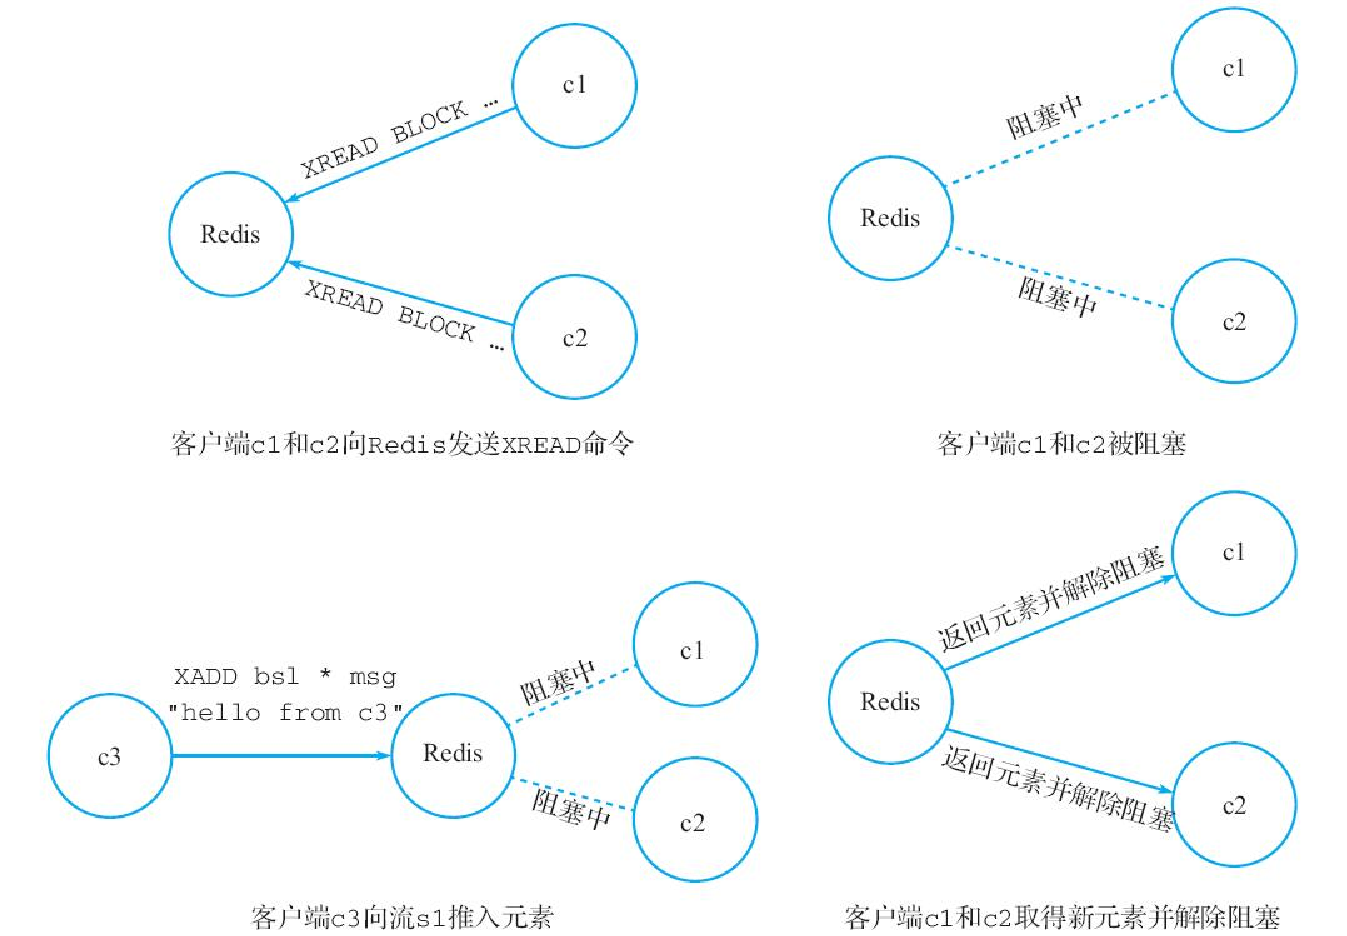 c1
XREAD BLOCK …
Redis
XREAD BLOCK …
c2
客户端c1和c2向Redis发送XREAD命令
c1
阻塞中
Redis
阻塞中
c2
客户端c1和c2被阻塞
XADD bsl * msg
"hello from c3"
c3
Redis
阻塞中
c1
阻塞中
c2
客户端c3向流s1推入元素
c1
返回元素并解除阻塞
Redis
返回元素并解除阻塞
c2
客户端c1和c2取得新元素并解除阻塞